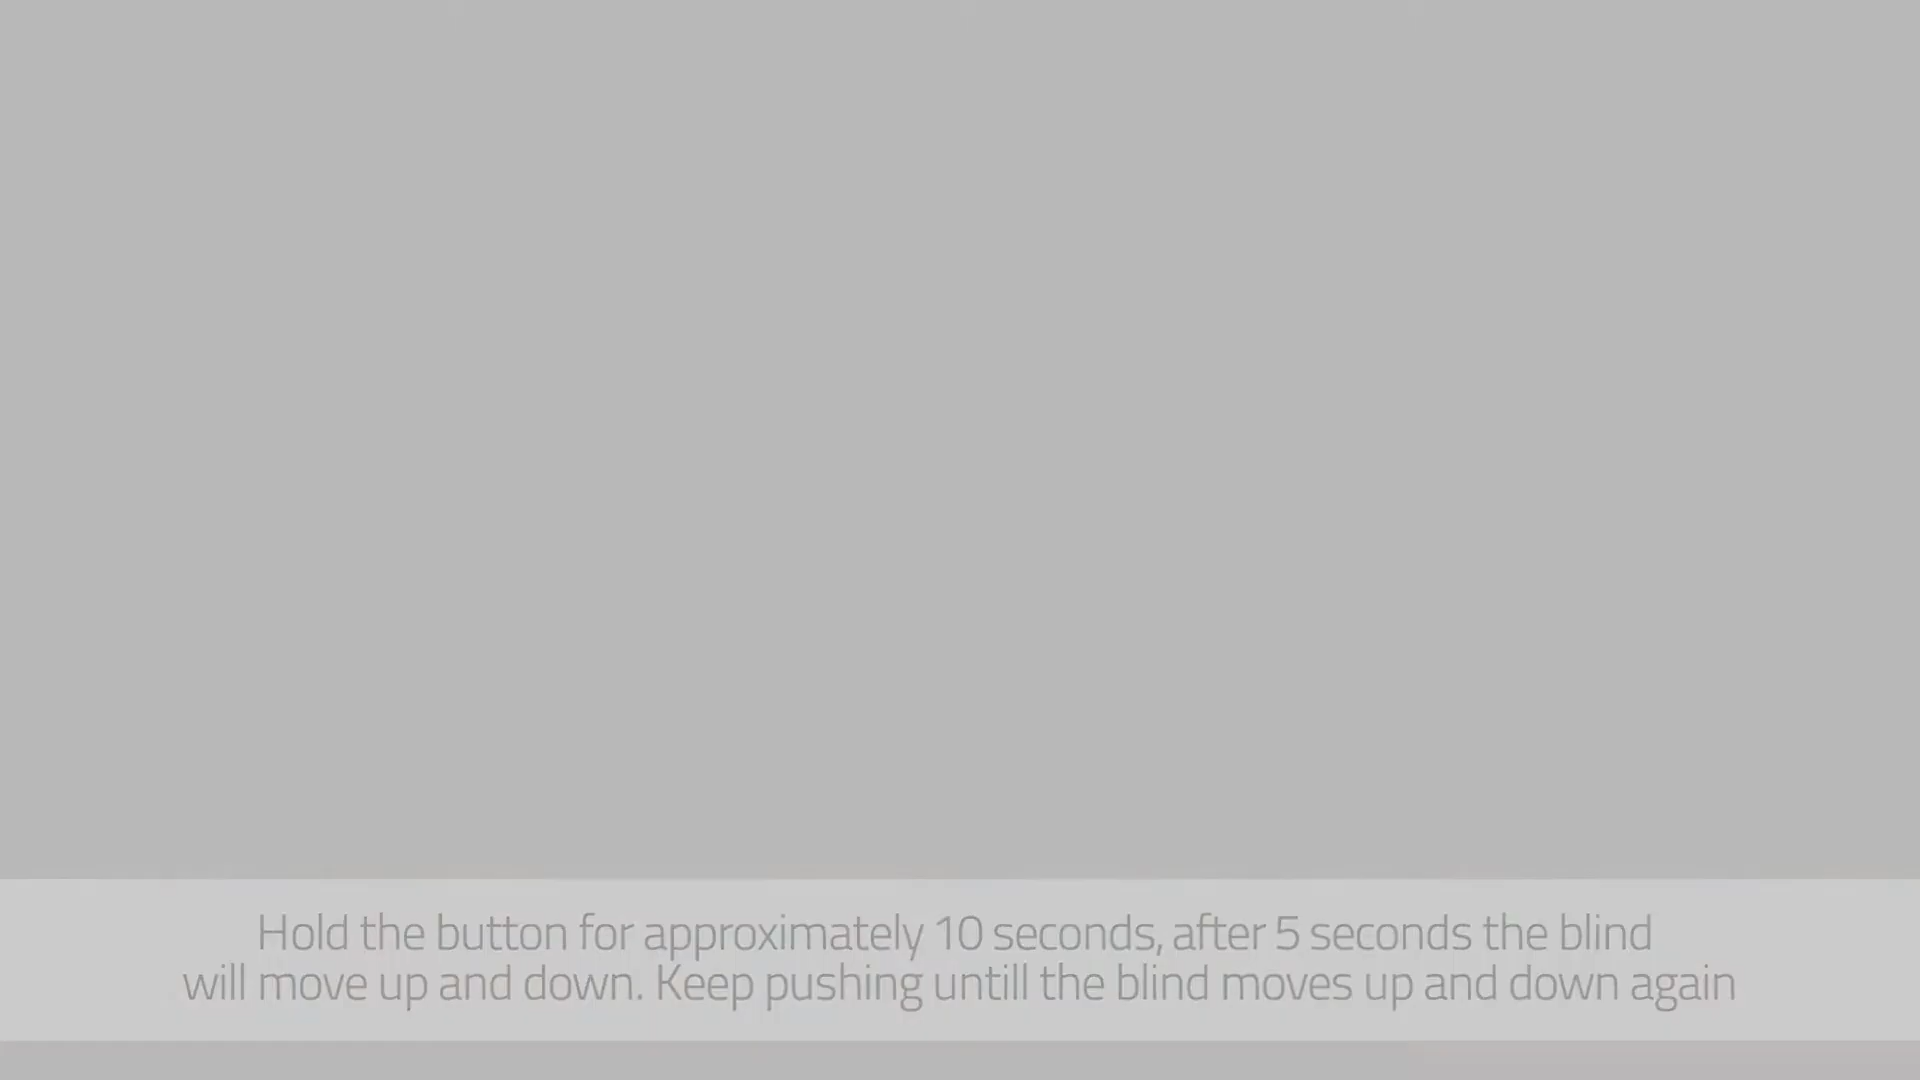 Hold the button for approximately 10 seconds, after 5 seconds the blind
will move up and down. Keep pushing untill the blind moves up and down again